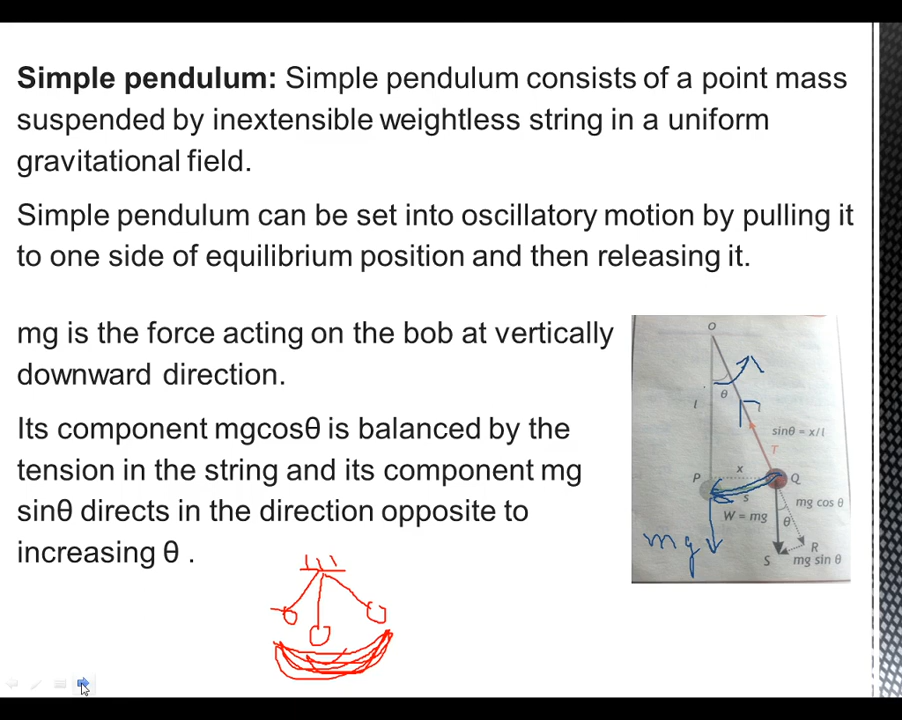 Simple pendulum: Simple pendulum consists of a point mass
suspended by inextensible weightless string in a uniform
gravitational field.
Simple pendulum can be set into oscillatory motion by pulling it
to one side of equilibrium position and then releasing it.
mg is the force acting on the bob at vertically
downward direction.
Its component mgcosθ is balanced by the
tension in the string and its component mg
sinθ directs in the direction opposite to
increasing θ .
O
θ
l
sinθ = x/l
T
x
P
Q
s
mg cos θ
W = mg
θ
mg
R
S
mg sin θ